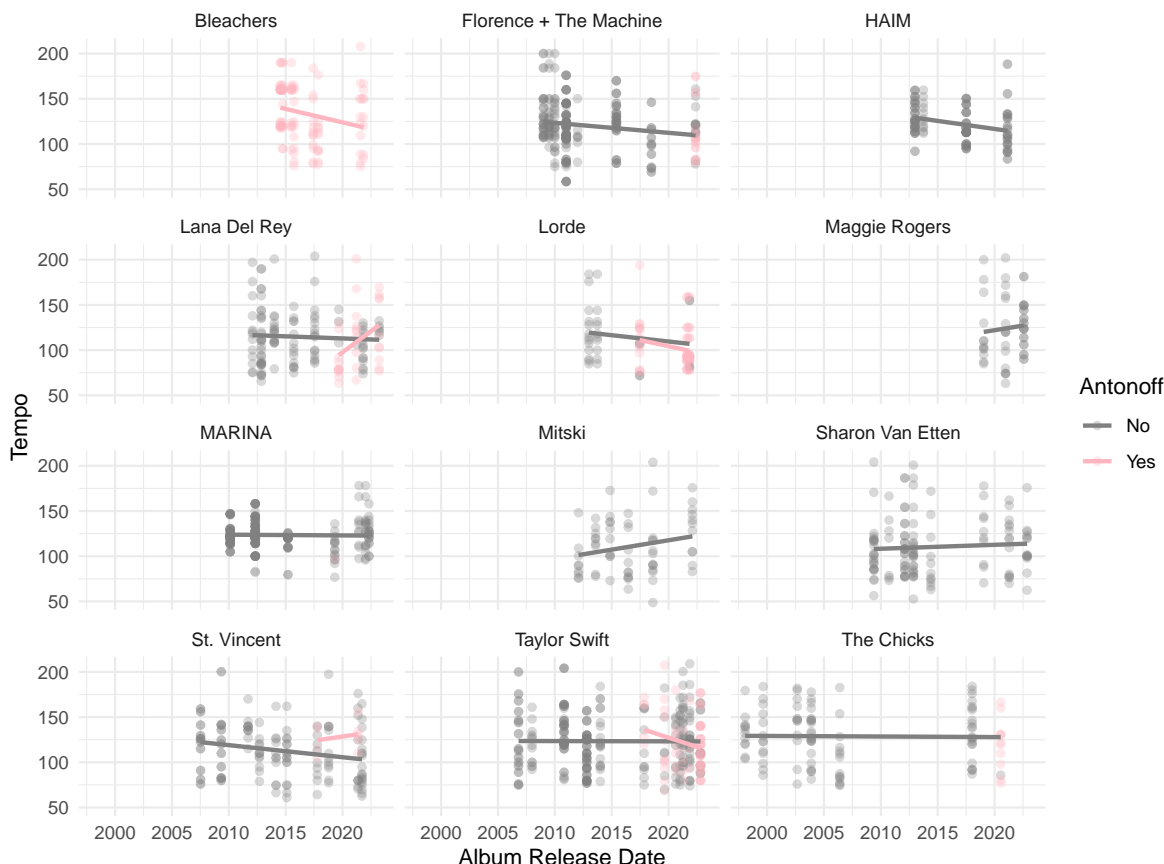 Bleachers Florence + The Machine HAIM
200
150
100
50
Lana Del Rey Lorde Maggie Rogers
200
150
100
50
MARINA Mitski Sharon Van Etten
200
150
100
50
St. Vincent Taylor Swift The Chicks
200
150
100
50
2000 2005 2010 2015 2020 2000 2005 2010 2015 2020 2000 2005 2010 2015 2020
Album Release Date
Tempo
Antonoff
No
Yes